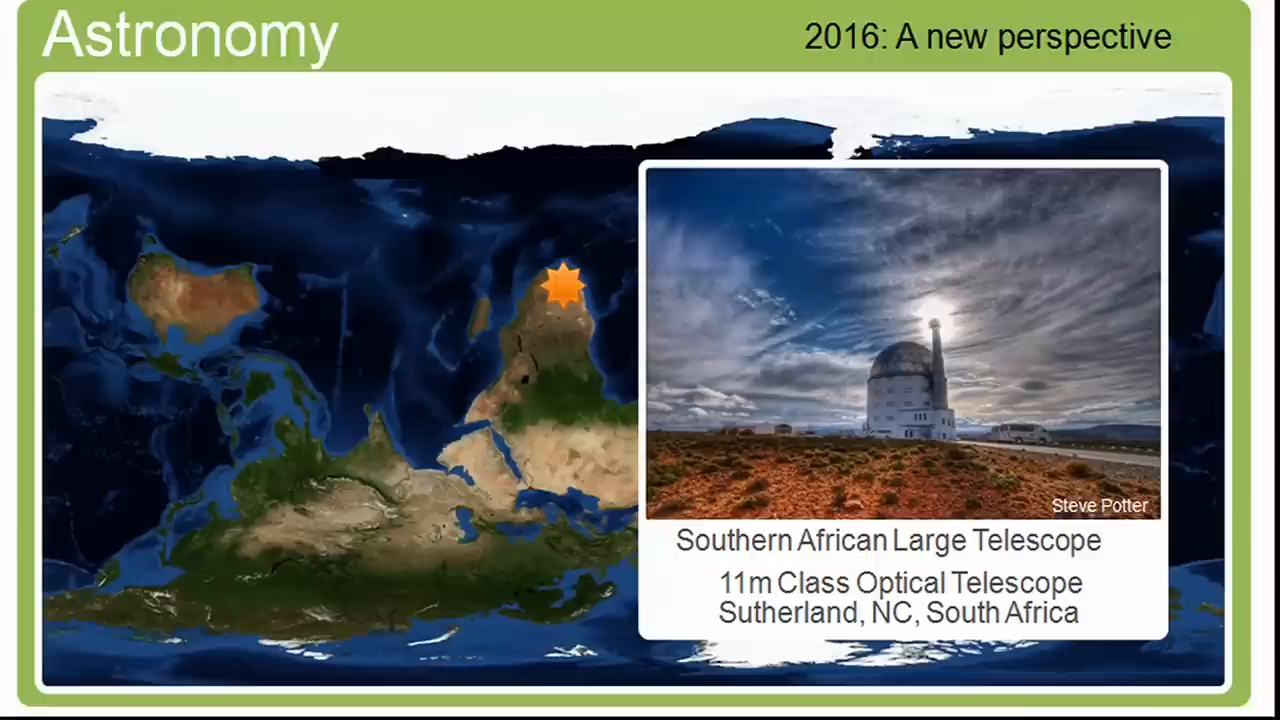 Astronomy
2016: A new perspective
Steve Potter
Southern African Large Telescope
11m Class Optical Telescope
Sutherland, NC, South Africa